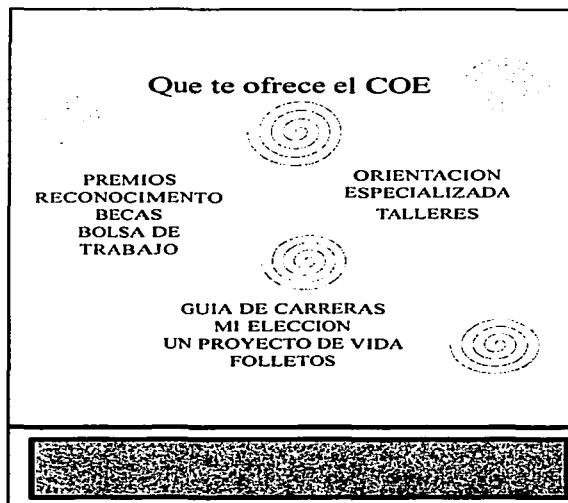 Que te ofrece el COE
PREMIOS
RECONOCIMENTO
BECAS
BOLSA DE
TRABAJO
ORIENTACION
ESPECIALIZADA
TALLERES
GUIA DE CARRERAS
MI ELECCION
UN PROYECTO DE VIDA
FOLLETOS